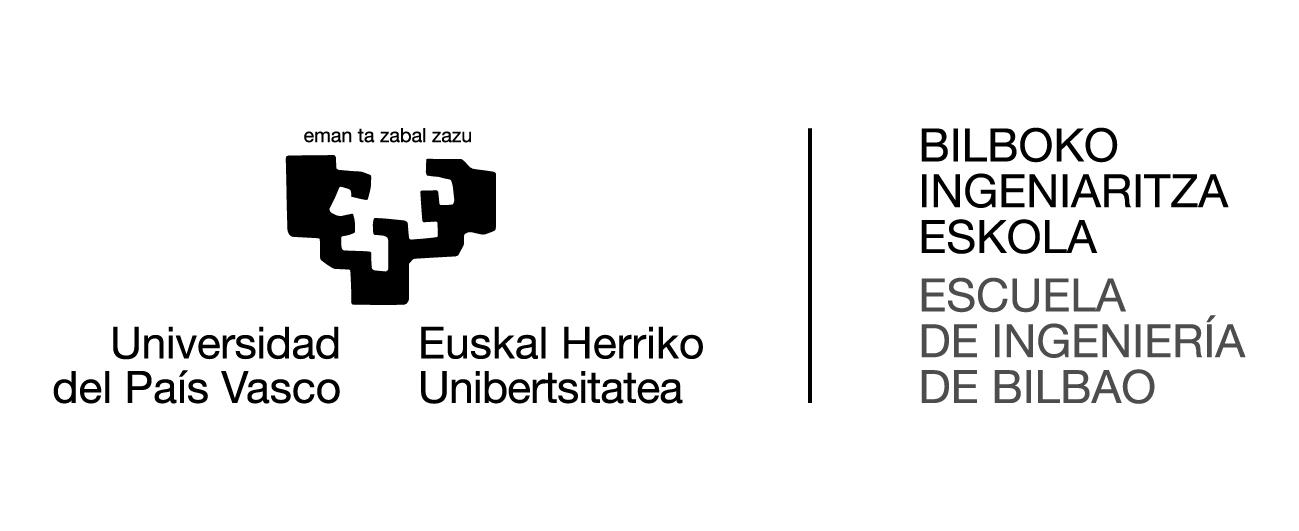 eman ta zabal zazu
Universidad
del País Vasco
Euskal Herriko
Unibertsitatea
BILBOKO
INGENIARITZA
ESKOLA
ESCUELA
DE INGENIERÍA
DE BILBAO